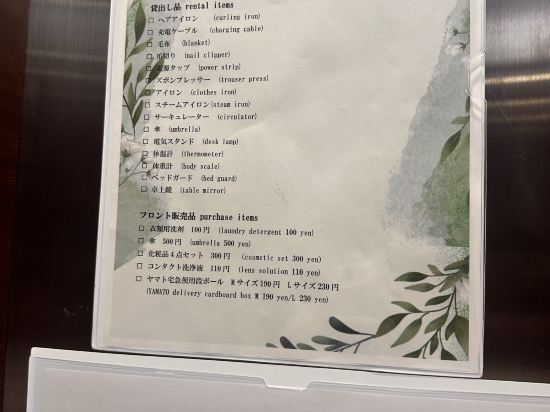 貸出し品 rental items
□ ヘアアイロン (curling iron)
□ 充電ケーブル (charging cable)
□ 毛布 (blanket)
□ 爪切り (nail clipper)
□ 電源タップ (power strip)
□ ズボンプレッサー (trouser press)
□ アイロン (clothes iron)
□ スチームアイロン(steam iron)
□ サーキュレーター (circulator)
□ 傘 (umbrella)
□ 電気スタンド (desk lamp)
□ 体温計 (thermometer)
□ 体重計 (body scale)
□ ベッドガード (bed guard)
□ 卓上鏡 (table mirror)
フロント販売品 purchase items
□ 衣類用洗剤 100円 (laundry detergent 100 yen)
□ 傘 500円 (umbrella 500 yen)
□ 化粧品4点セット 300円 (cosmetic set 300 yen)
□ コンタクト洗浄液 110円 (lens solution 110 yen)
□ ヤマト宅急便用段ボール Mサイズ190円 Lサイズ230円
(YAMATO delivery cardboard box M 190 yen/L 230 yen)